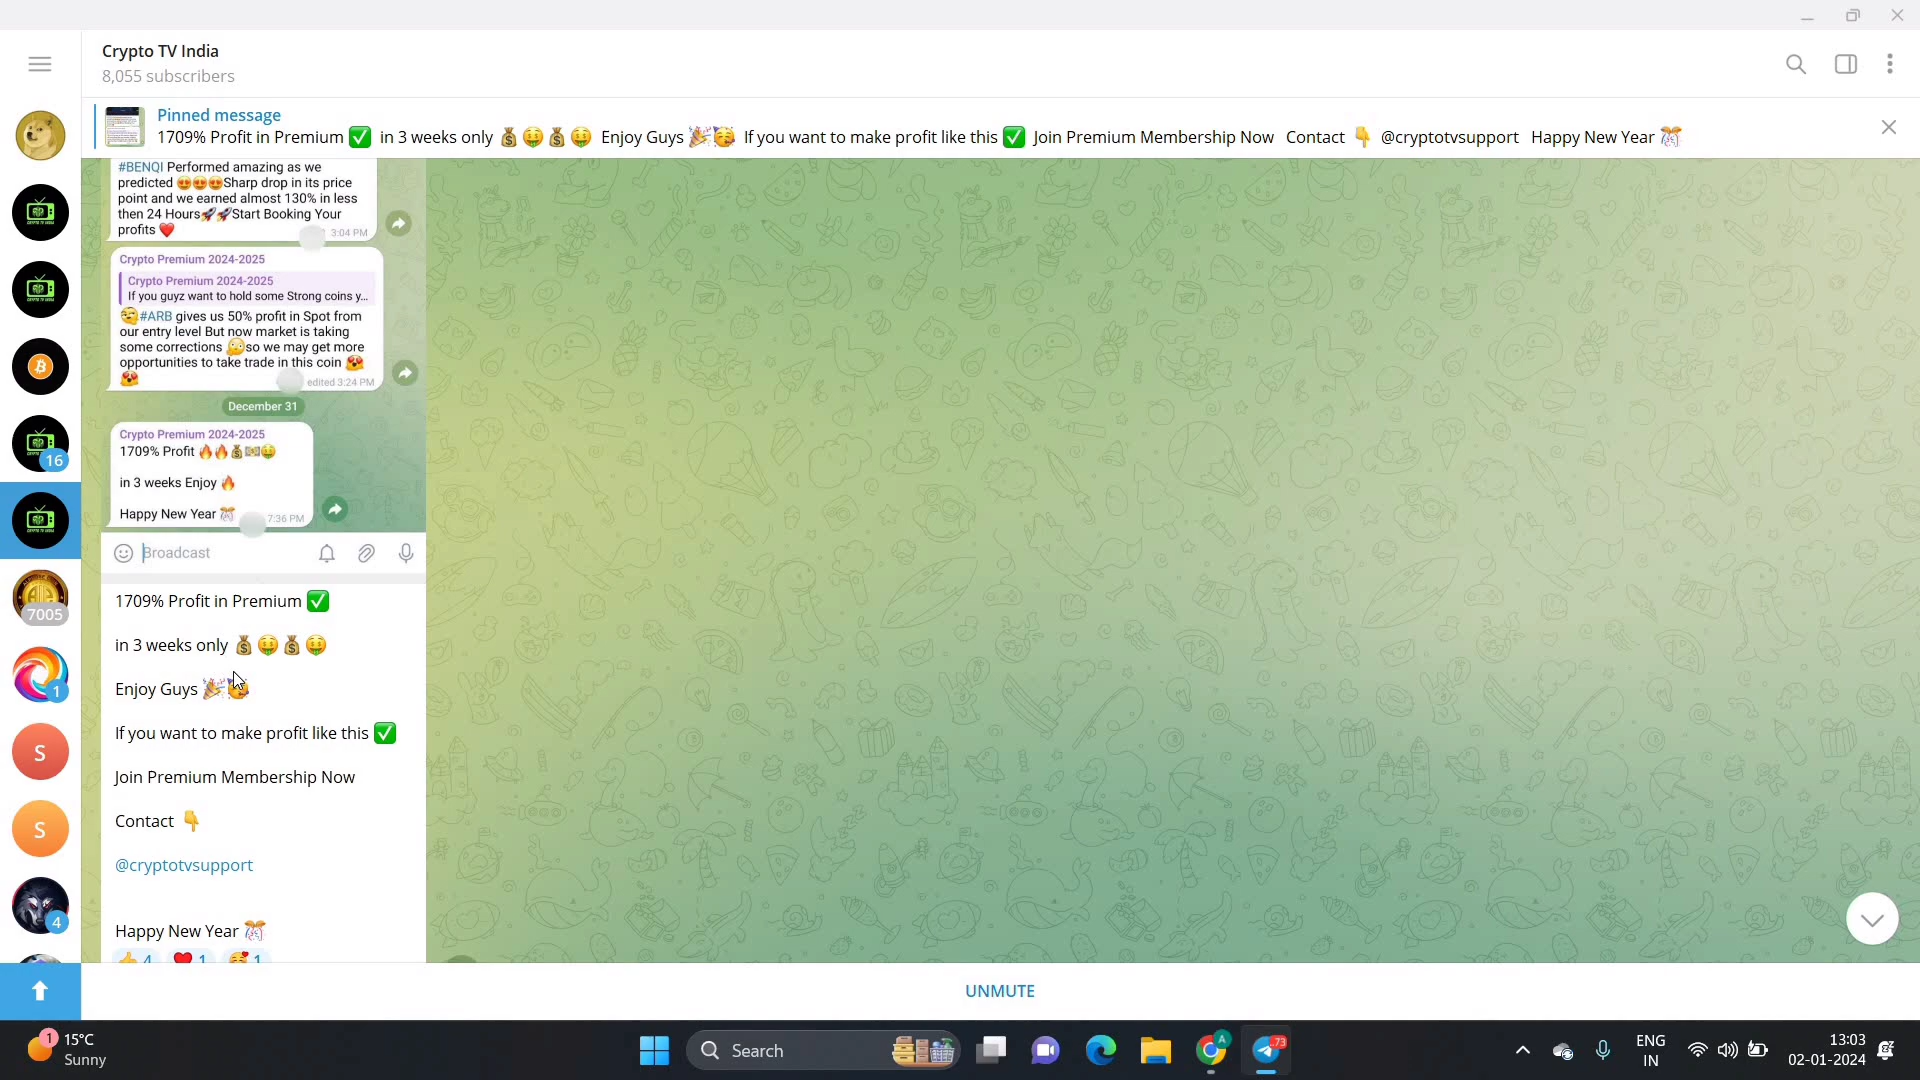 Crypto TV India
8,055 subscribers
Pinned message
1709% Profit in Premium ✅ in 3 weeks only 💰 🤑 💰 🤑 Enjoy Guys 🎉🥳 If you want to make profit like this ✅ Join Premium Membership Now Contact 👇 @cryptotvsupport Happy New Year 🎊
#BENQI Performed amazing as we
predicted 😍😍😍Sharp drop in its price
point and we earned almost 130% in less
then 24 Hours🚀🚀Start Booking Your
profits ❤️
3:04 PM
Crypto Premium 2024-2025
Crypto Premium 2024-2025
If you guyz want to hold some Strong coins y...
#ARB gives us 50% profit in Spot from
our entry level But now market is taking
some corrections so we may get more
opportunities to take trade in this coin 😻
😻
edited 3:24 PM
December 31
Crypto Premium 2024-2025
1709% Profit 🔥🔥💰💵🤑
in 3 weeks Enjoy 🔥
Happy New Year 🎊
7:36 PM
Broadcast
1709% Profit in Premium ✅
in 3 weeks only 💰 🤑 💰 🤑
Enjoy Guys 🎉🥳
If you want to make profit like this ✅
Join Premium Membership Now
Contact 👇
@cryptotvsupport
Happy New Year 🎊
👍 4 ❤️ 1 🥰 1
16
7005
1
S
S
4
UNMUTE
1
15°C
Sunny
Search
A
..73
ENG
IN
13:03
02-01-2024